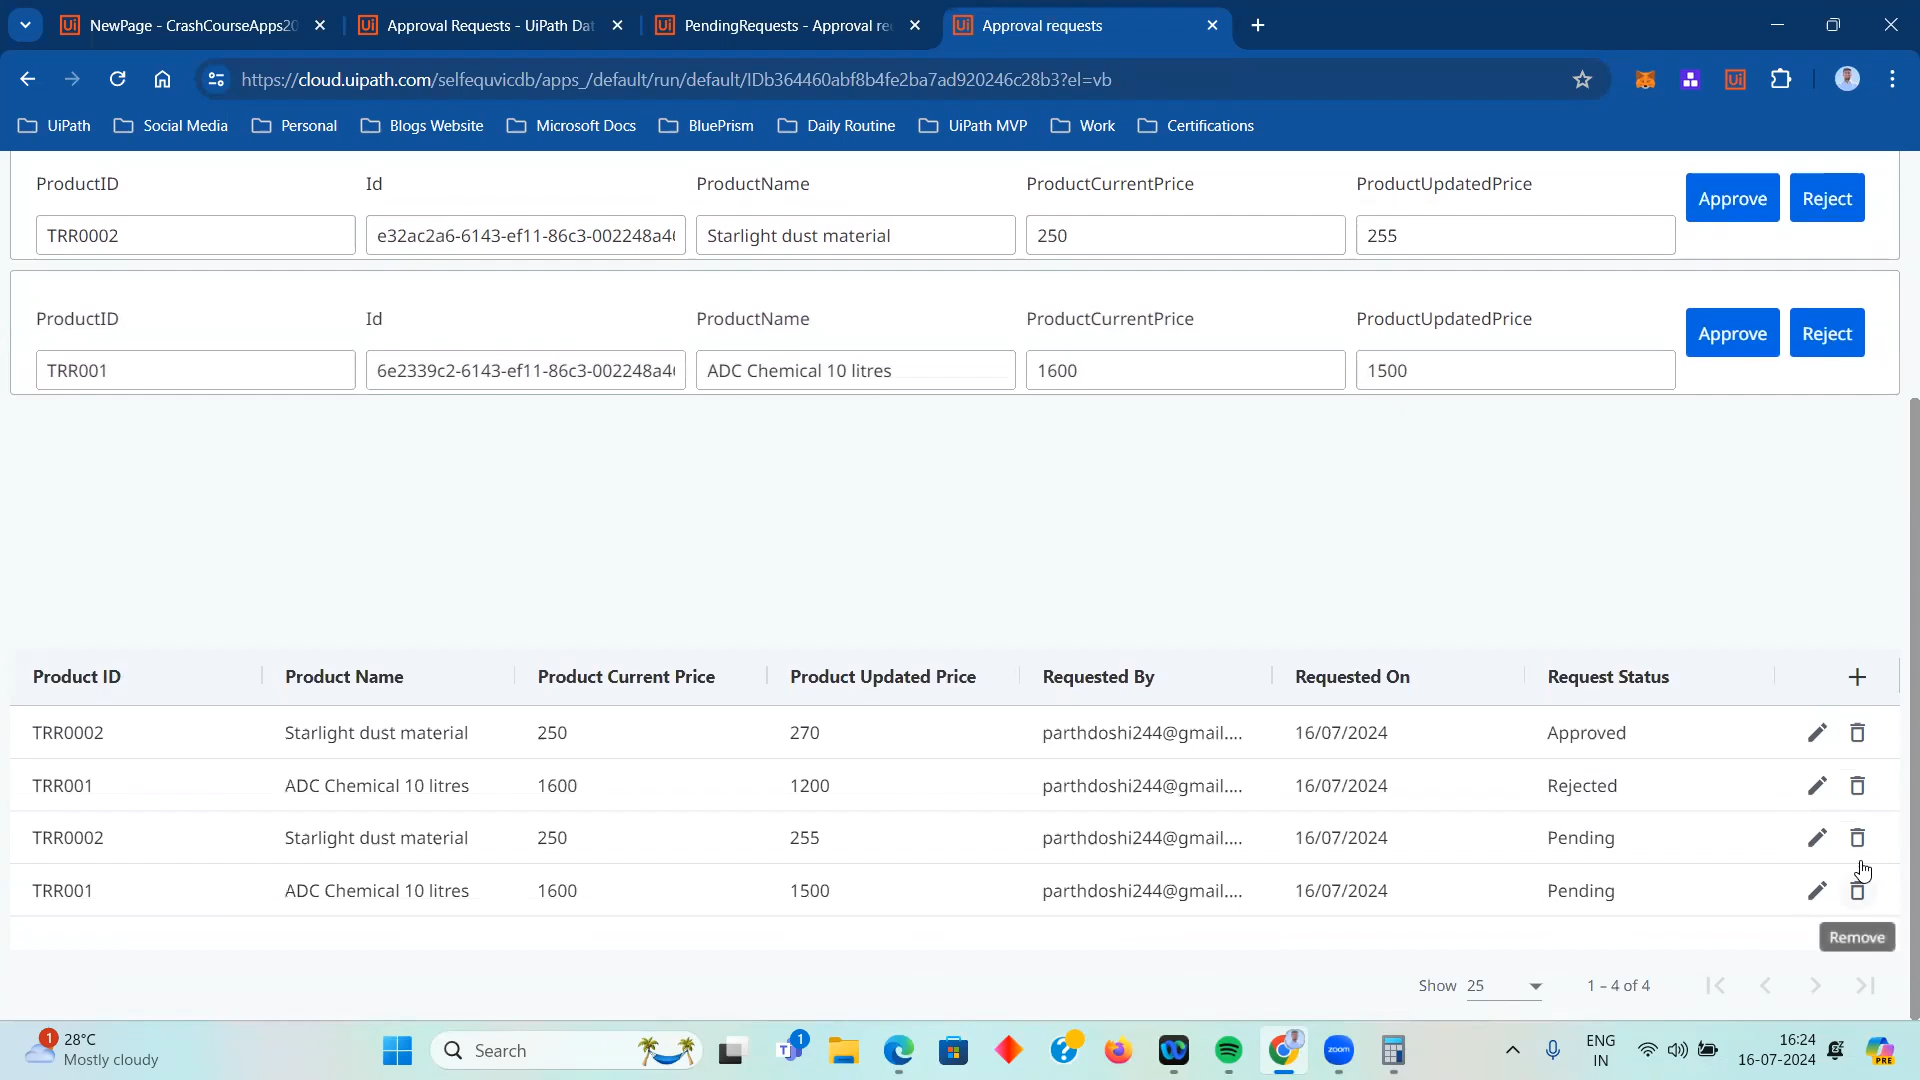 NewPage - CrashCourseApps20
Approval Requests - UiPath Dat
PendingRequests - Approval re
Approval requests
https://cloud.uipath.com/selfequvicdb/apps_/default/run/default/IDb364460abf8b4fe2ba7ad920246c28b3?el=vb
UiPath
Social Media
Personal
Blogs Website
Microsoft Docs
BluePrism
Daily Routine
UiPath MVP
Work
Certifications
ProductID Id ProductName ProductCurrentPrice ProductUpdatedPrice Approve Reject
TRR0002 e32ac2a6-6143-ef11-86c3-002248a4 Starlight dust material 250 255
ProductID Id ProductName ProductCurrentPrice ProductUpdatedPrice Approve Reject
TRR001 6e2339c2-6143-ef11-86c3-002248a4 ADC Chemical 10 litres 1600 1500
Product ID Product Name Product Current Price Product Updated Price Requested By Requested On Request Status
TRR0002 Starlight dust material 250 270 parthdoshi244@gmail.... 16/07/2024 Approved
TRR001 ADC Chemical 10 litres 1600 1200 parthdoshi244@gmail.... 16/07/2024 Rejected
TRR0002 Starlight dust material 250 255 parthdoshi244@gmail.... 16/07/2024 Pending
TRR001 ADC Chemical 10 litres 1600 1500 parthdoshi244@gmail.... 16/07/2024 Pending
Remove
Show 25 1 – 4 of 4
1
28°C
Mostly cloudy
Search
1
zoom
ENG
IN
16:24
16-07-2024
PRE